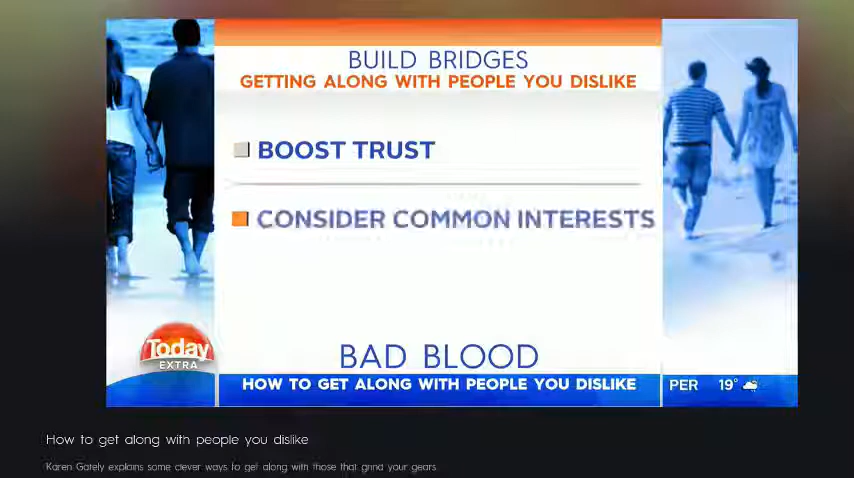 BUILD BRIDGES
GETTING ALONG WITH PEOPLE YOU DISLIKE
BOOST TRUST
CONSIDER COMMON INTERESTS
BAD BLOOD
HOW TO GET ALONG WITH PEOPLE YOU DISLIKE
Today
EXTRA
PER 19°
How to get along with people you dislike
Karen Gately explains some clever ways to get along with those that grind your gears.